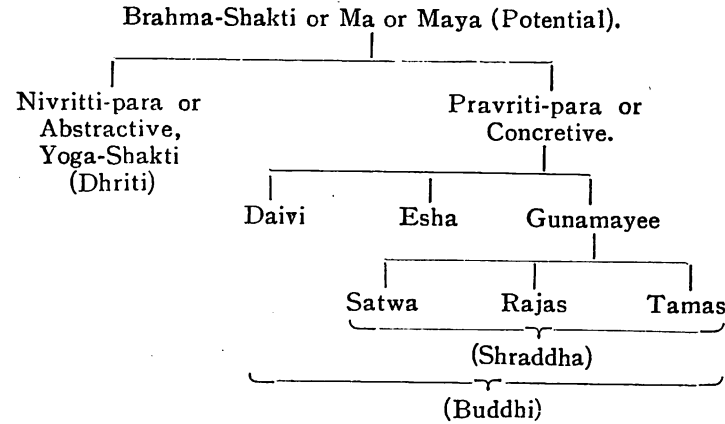 Brahma-Shakti or Ma or Maya (Potential).
Nivritti-para or
Abstractive,
Yoga-Shakti
(Dhriti)
Pravriti-para or
Concretive.
Daivi Esha Gunamayee
Satwa Rajas Tamas
(Shraddha)
(Buddhi)